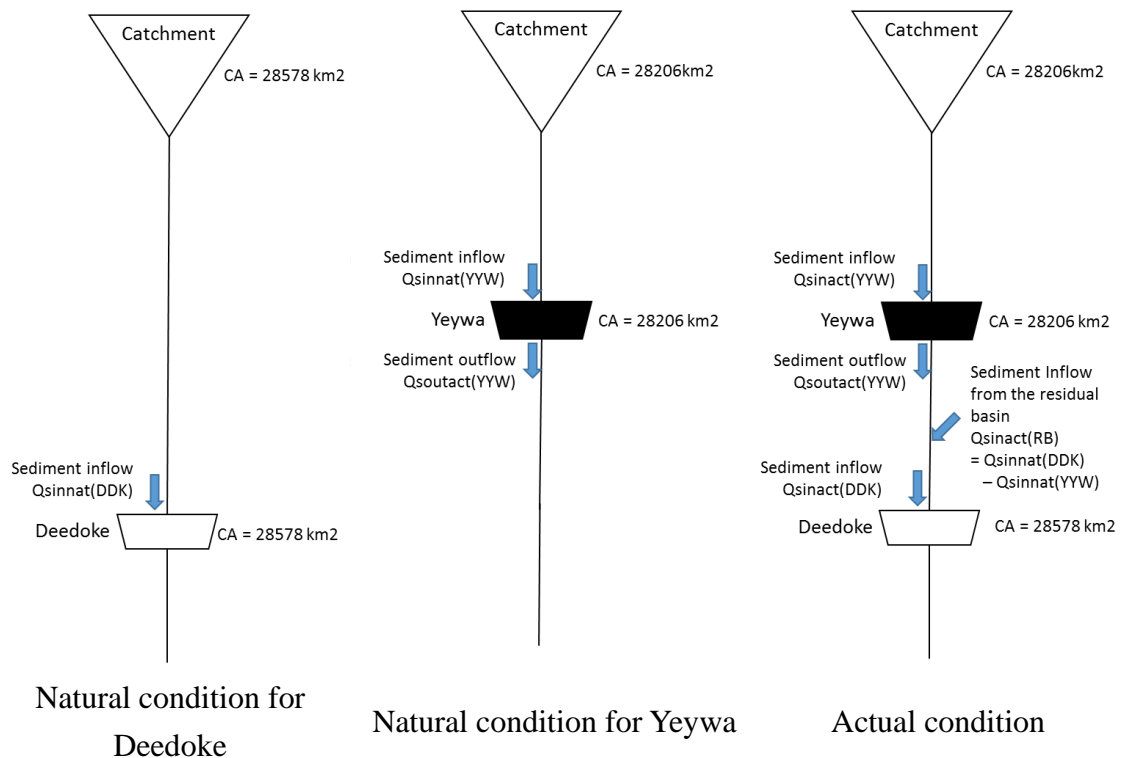 Catchment
CA = 28578 km2
Sediment inflow
Qsinnat(DDK)
Deedoke
CA = 28578 km2
Natural condition for
Deedoke
Catchment
CA = 28206km2
Sediment inflow
Qsinnat(YYW)
Yeywa
CA = 28206 km2
Sediment outflow
Qsoutact(YYW)
Natural condition for Yeywa
Catchment
CA = 28206km2
Sediment inflow
Qsinact(YYW)
Yeywa
CA = 28206 km2
Sediment outflow
Qsoutact(YYW)
Sediment Inflow
from the residual
basin
Qsinact(RB)
= Qsinnat(DDK)
– Qsinnat(YYW)
Sediment inflow
Qsinact(DDK)
Deedoke
CA = 28578 km2
Actual condition